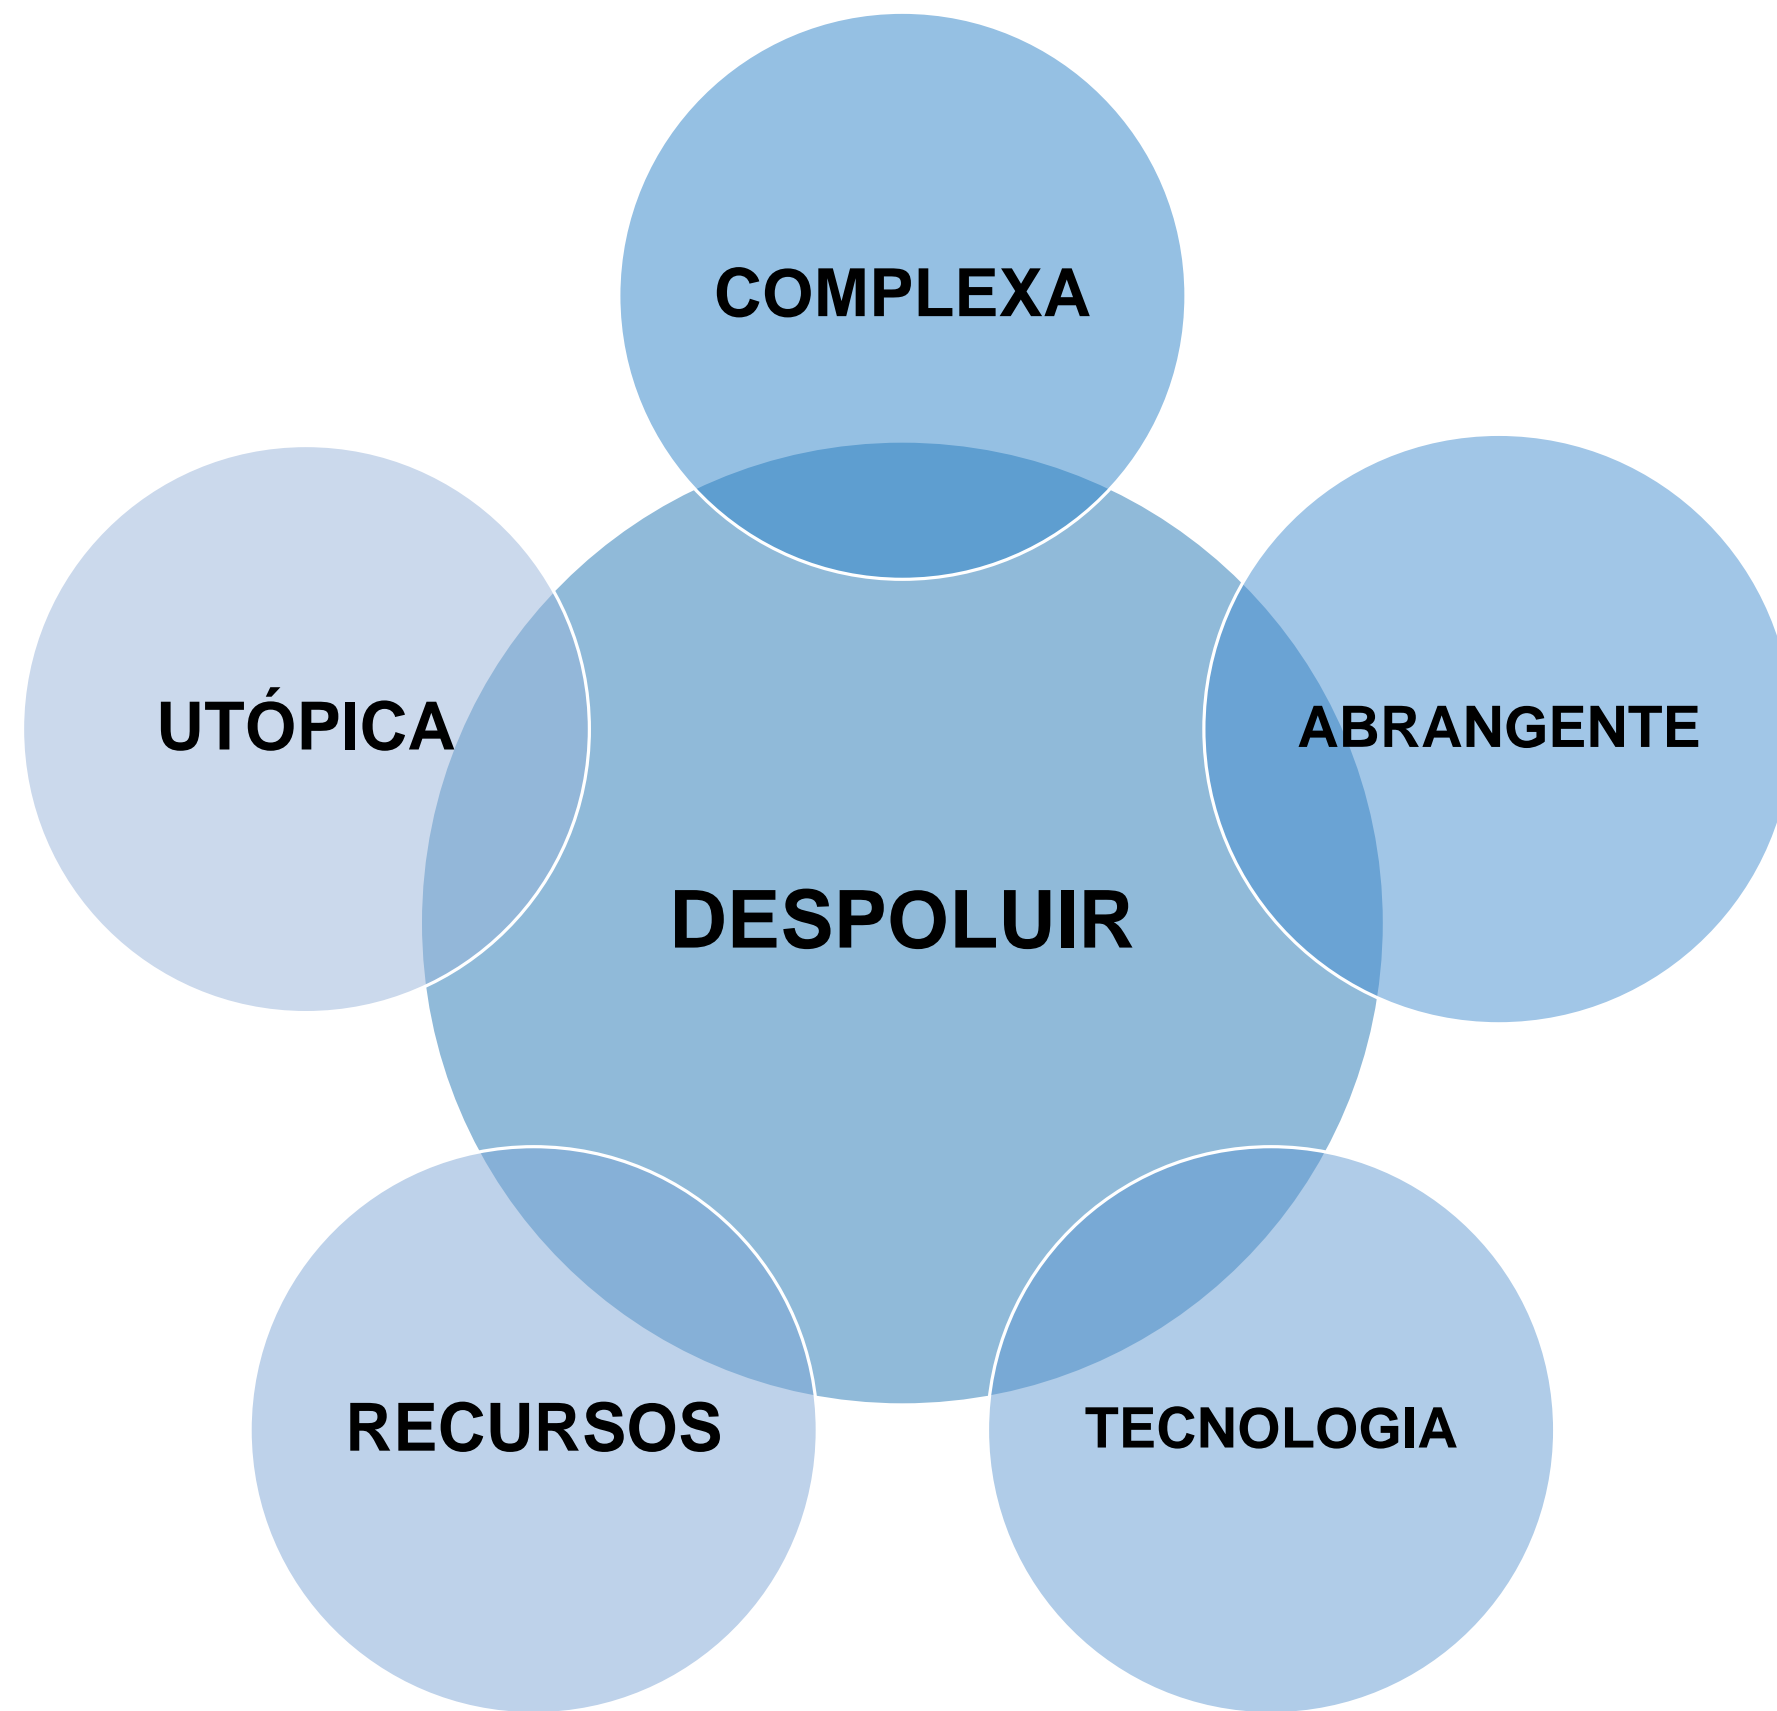 COMPLEXA
UTÓPICA
ABRANGENTE
DESPOLUIR
RECURSOS
TECNOLOGIA